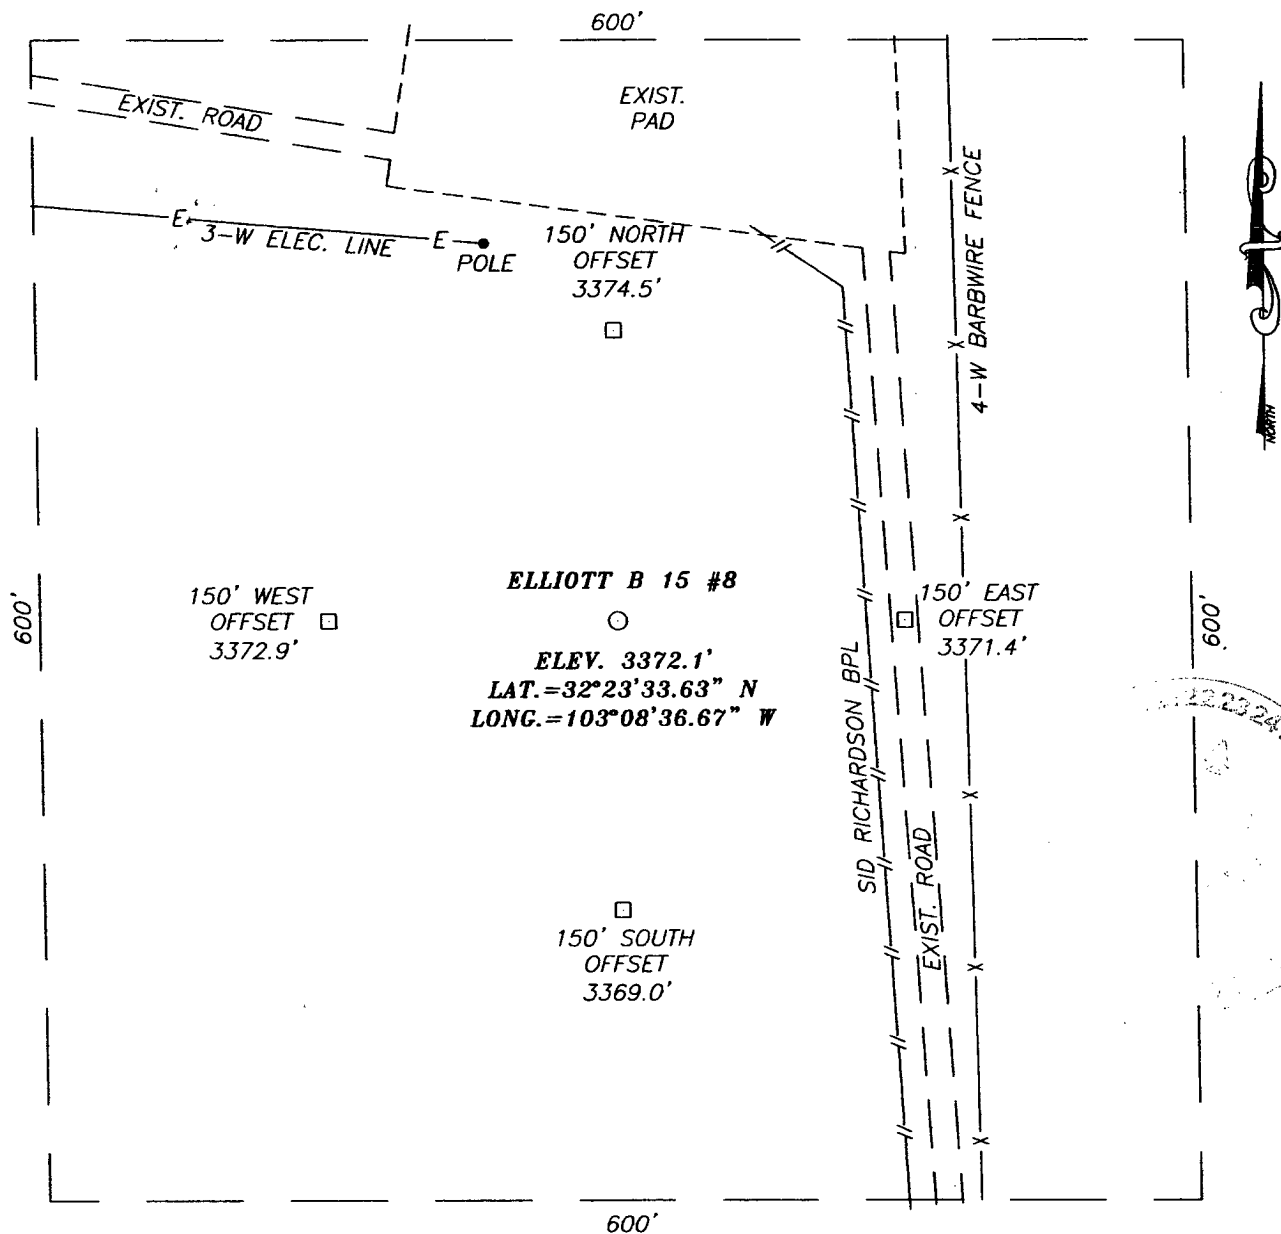 600'
EXIST. ROAD
EXIST.
PAD
E
3-W ELEC. LINE
E
POLE
150' NORTH
OFFSET
3374.5'
4-W BARBWIRE FENCE
NORTH
600'
150' WEST
OFFSET
3372.9'
ELLIOTT B 15 #8
ELEV. 3372.1'
LAT.=32°23'33.63" N
LONG.=103°08'36.67" W
150' EAST
OFFSET
3371.4'
600'
SID RICHARDSON BPL
EXIST. ROAD
22 23 24
150' SOUTH
OFFSET
3369.0'
600'